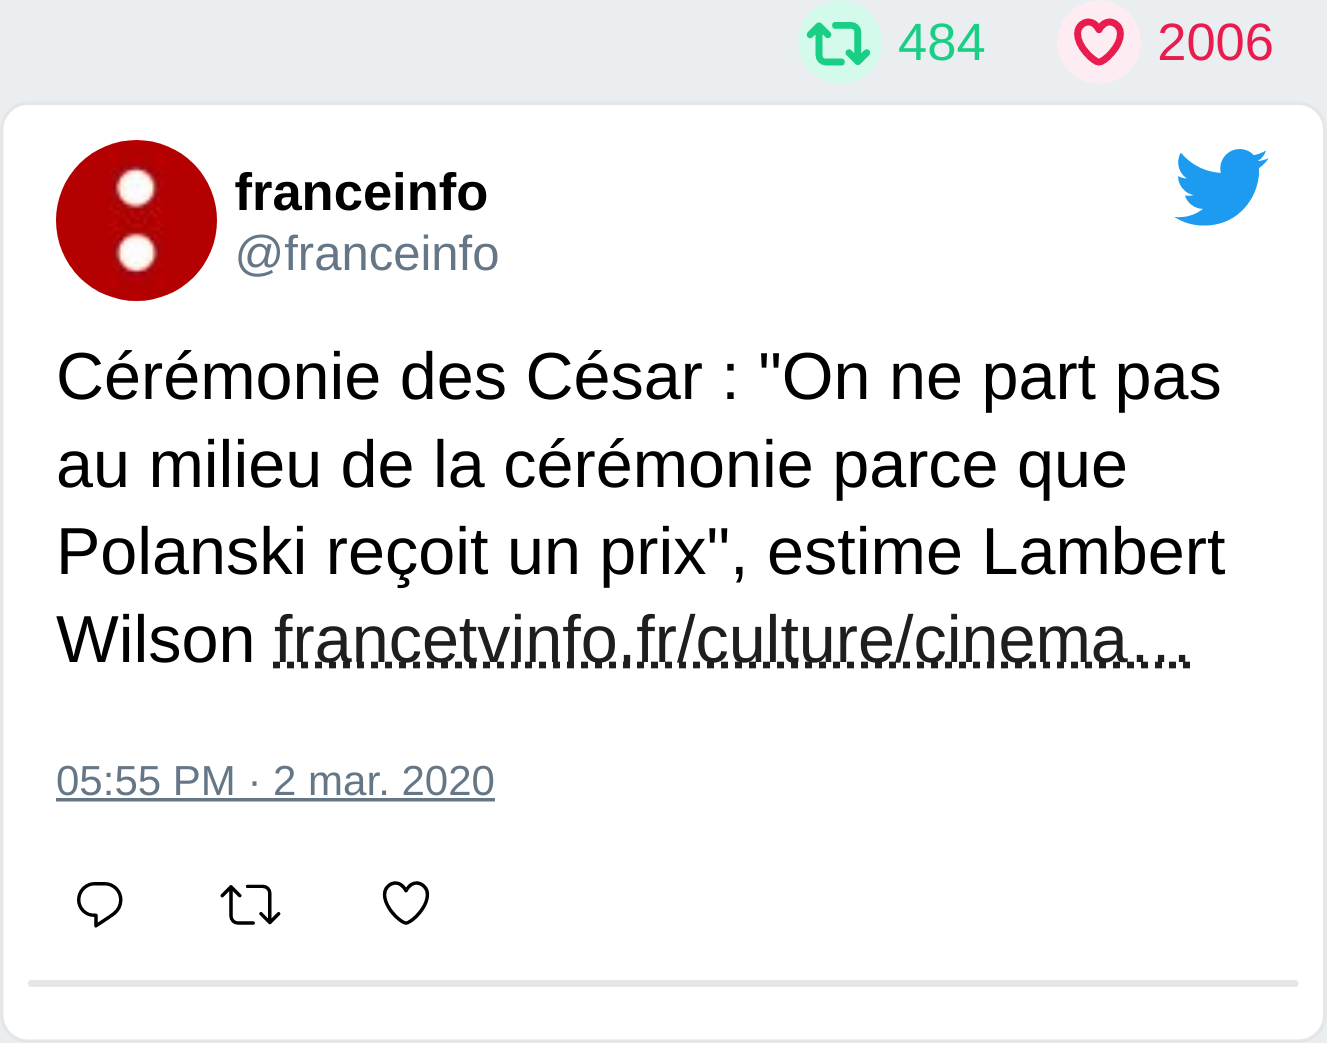 484 2006
franceinfo
@franceinfo
Cérémonie des César : "On ne part pas
au milieu de la cérémonie parce que
Polanski reçoit un prix", estime Lambert
Wilson francetvinfo.fr/culture/cinema…
05:55 PM · 2 mar. 2020